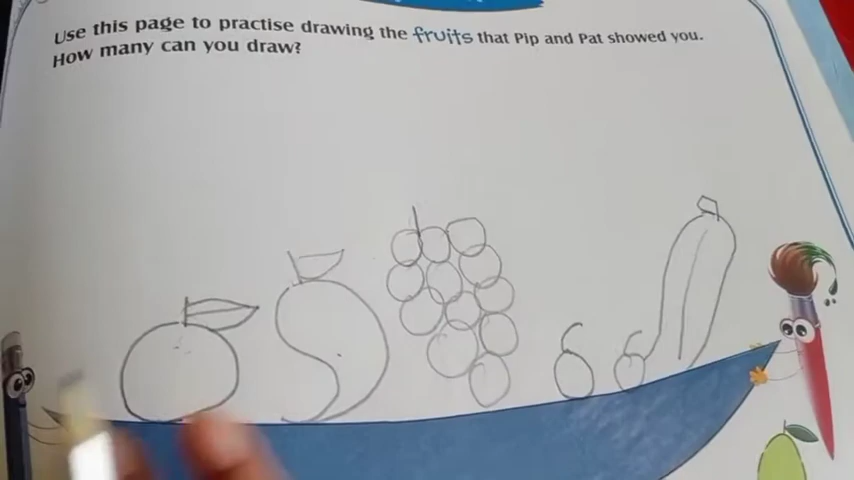 Use this page to practise drawing the fruits that Pip and Pat showed you.
How many can you draw?